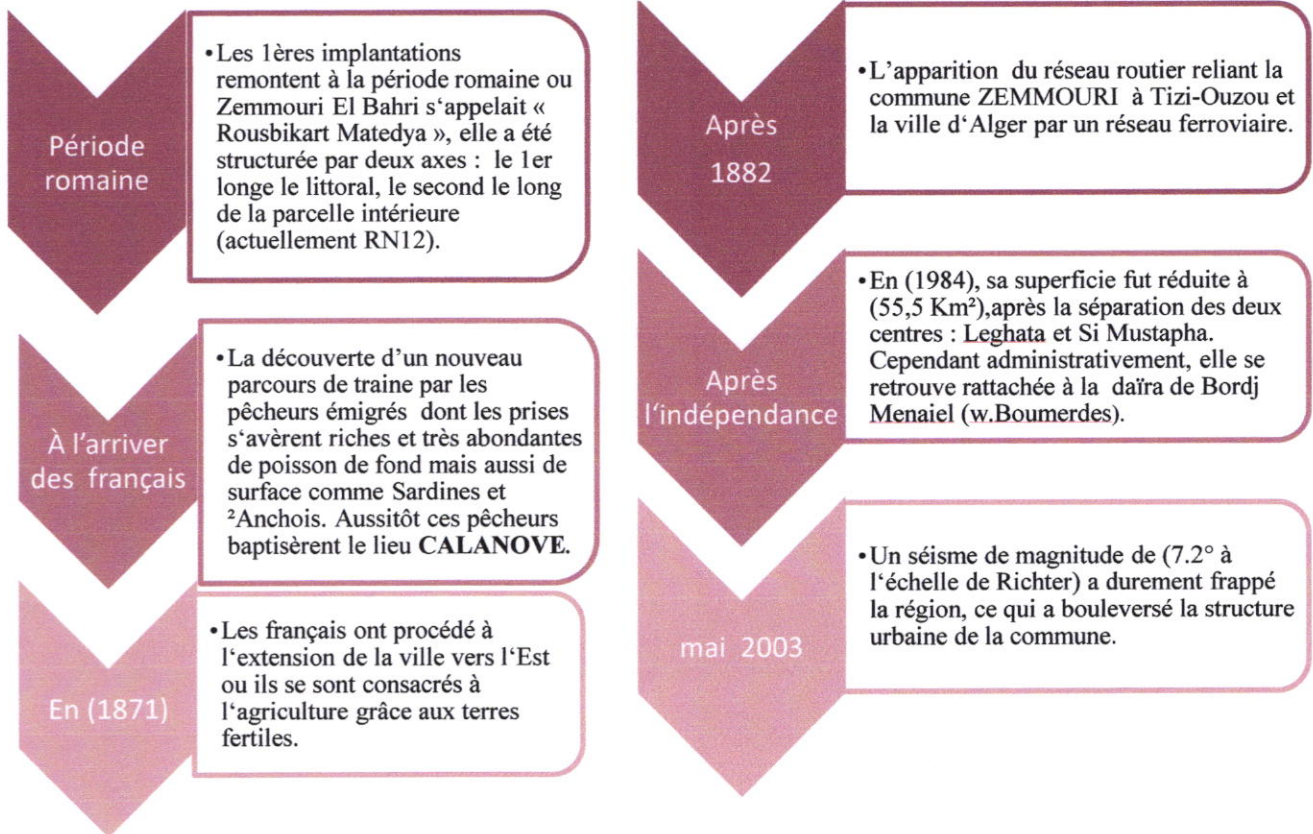 Période
romaine
•Les 1ères implantations
remontent à la période romaine ou
Zemmouri El Bahri s‘appelait «
Rousbikart Matedya », elle a été
structurée par deux axes : le 1er
longe le littoral, le second le long
de la parcelle intérieure
(actuellement RN12).
À l’arriver
des français
•La découverte d’un nouveau
parcours de traine par les
pêcheurs émigrés dont les prises
s‘avèrent riches et très abondantes
de poisson de fond mais aussi de
surface comme Sardines et
²Anchois. Aussitôt ces pêcheurs
baptisèrent le lieu CALANOVE.
En (1871)
•Les français ont procédé à
l‘extension de la ville vers l‘Est
ou ils se sont consacrés à
l‘agriculture grâce aux terres
fertiles.
Après
1882
•L’apparition du réseau routier reliant la
commune ZEMMOURI à Tizi-Ouzou et
la ville d‘Alger par un réseau ferroviaire.
Après
l‘indépendance
•En (1984), sa superficie fut réduite à
(55,5 Km²),après la séparation des deux
centres : Leghata et Si Mustapha.
Cependant administrativement, elle se
retrouve rattachée à la daïra de Bordj
Menaiel (w.Boumerdes).
mai 2003
•Un séisme de magnitude de (7.2° à
l‘échelle de Richter) a durement frappé
la région, ce qui a bouleversé la structure
urbaine de la commune.